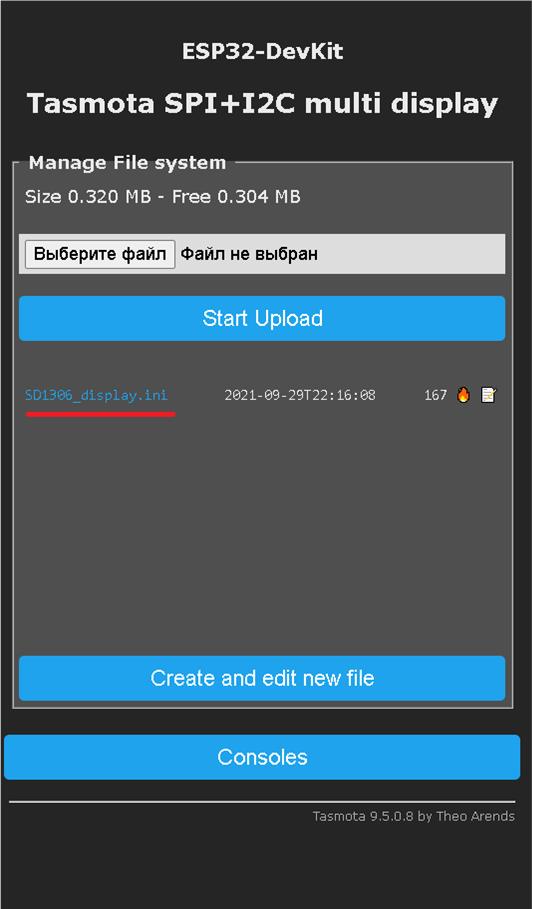 ESP32-DevKit
Tasmota SPI+I2C multi display
Manage File system
Size 0.320 MB - Free 0.304 MB
Выберите файл Файл не выбран
Start Upload
SD1306_display.ini 2021-09-29T22:16:08 167
Create and edit new file
Consoles
Tasmota 9.5.0.8 by Theo Arends